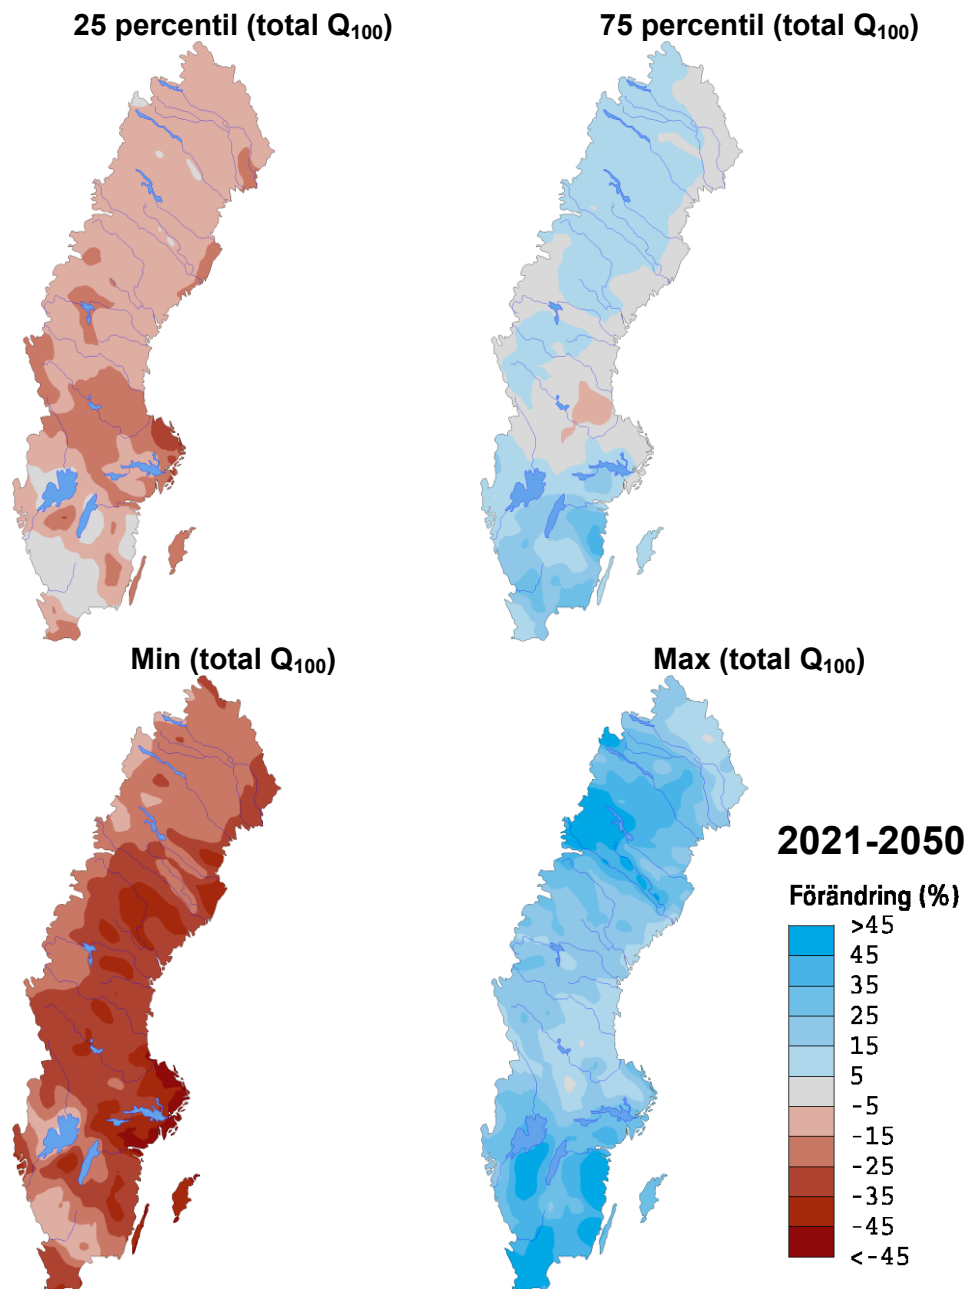 25 percentil (total Q₁₀₀)
75 percentil (total Q₁₀₀)
Min (total Q₁₀₀)
Max (total Q₁₀₀)
2021-2050
Förändring (%)
>45
45
35
25
15
5
-5
-15
-25
-35
-45
<-45